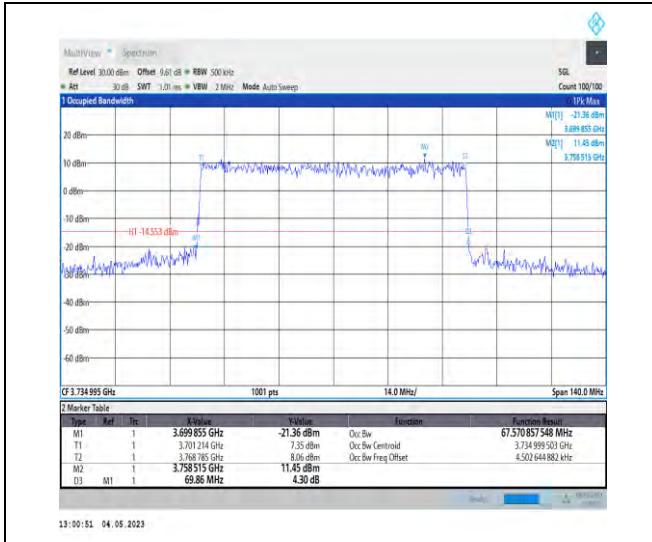 MultiView Spectrum
Ref Level 30.00 dBm Offset 9.61 dB RBW 500 kHz SGL
Att 30 dB SWT 1.01 ms VBW 2 MHz Mode Auto Sweep Count 100/100
1 Occupied Bandwidth 1Pk Max
M1[1] -21.36 dBm
3.699 855 GHz
M2[1] 11.45 dBm
3.758 515 GHz
20 dBm
10 dBm
0 dBm
-10 dBm
H1 -14.553 dBm
-20 dBm
-30 dBm
-40 dBm
-50 dBm
-60 dBm
T1
M2
T2
M1
D3
CF 3.734 995 GHz 1001 pts 14.0 MHz/ Span 140.0 MHz
2 Marker Table
Type Ref Trc X-Value Y-Value Function Function Result
M1 1 3.699 855 GHz -21.36 dBm Occ Bw 67.570 857 548 MHz
T1 1 3.701 214 GHz 7.35 dBm Occ Bw Centroid 3.734 999 503 GHz
T2 1 3.768 785 GHz 8.06 dBm Occ Bw Freq Offset 4.502 644 882 kHz
M2 1 3.758 515 GHz 11.45 dBm
D3 M1 1 69.86 MHz 4.30 dB
13:00:51 04.05.2023